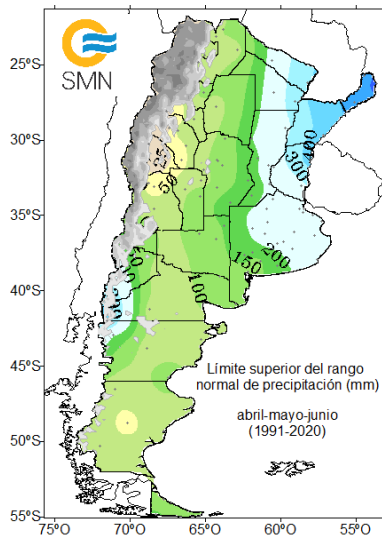 SMN
25°S
30°S
35°S
40°S
45°S
50°S
55°S
75°O
70°O
65°O
60°O
55°O
400
300
25
50
200
150
100
Límite superior del rango
normal de precipitación (mm)
abril-mayo-junio
(1991-2020)